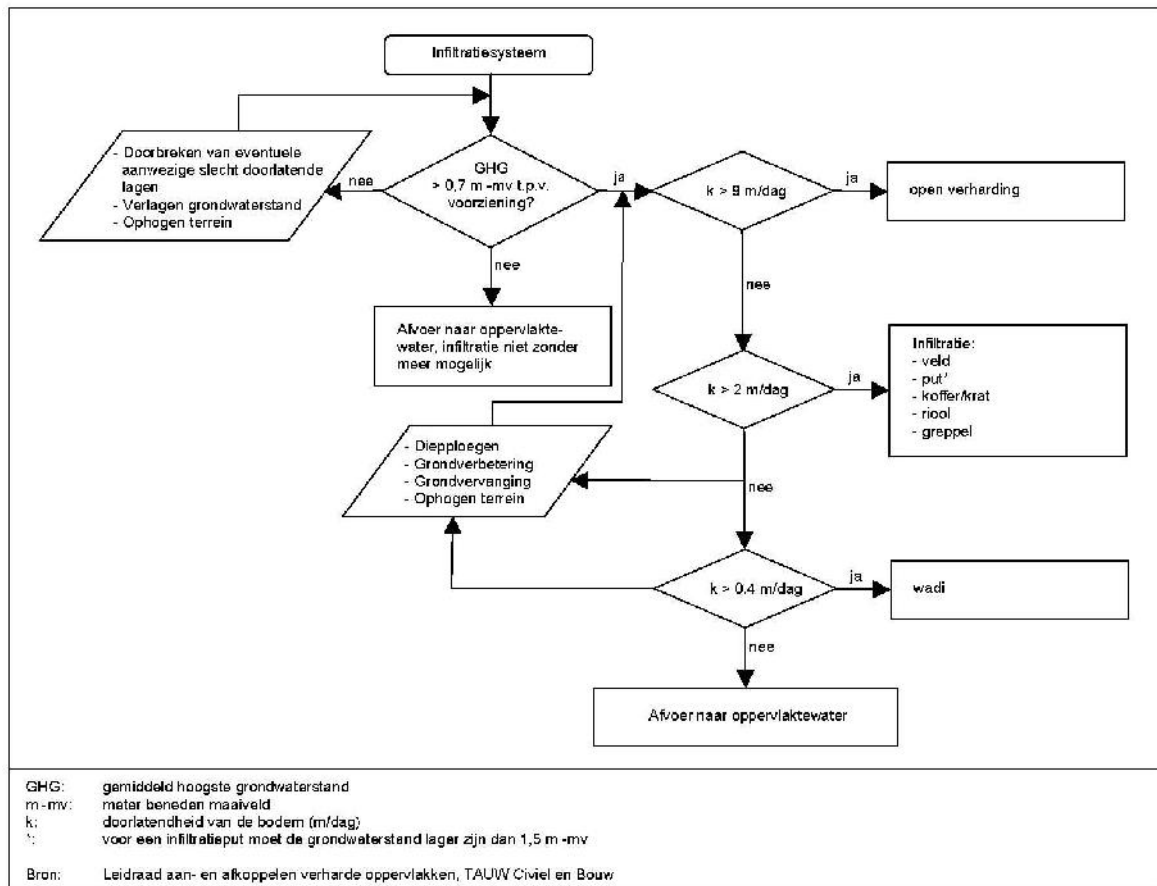 Infiltratiesysteem
- Doorbreken van eventuele
aanwezige slecht doorlatende
lagen
- Verlagen grondwaterstand
- Ophogen terrein
nee
GHG
> 0,7 m -mv t.p.v.
voorziening?
ja
k > 9 m/dag
ja
open verharding
nee
nee
Afvoer naar oppervlakte-
water, infiltratie niet zonder
meer mogelijk
k > 2 m/dag
ja
Infiltratie:
- veld
- put*
- koffer/krat
- riool
- greppel
- Diepploegen
- Grondverbetering
- Grondvervanging
- Ophogen terrein
nee
k > 0.4 m/dag
ja
wadi
nee
Afvoer naar oppervlaktewater
GHG: gemiddeld hoogste grondwaterstand
m -mv: meter beneden maaiveld
k: doorlatendheid van de bodem (m/dag)
*: voor een infiltratieput moet de grondwaterstand lager zijn dan 1,5 m -mv
Bron: Leidraad aan- en afkoppelen verharde oppervlakken, TAUW Civiel en Bouw